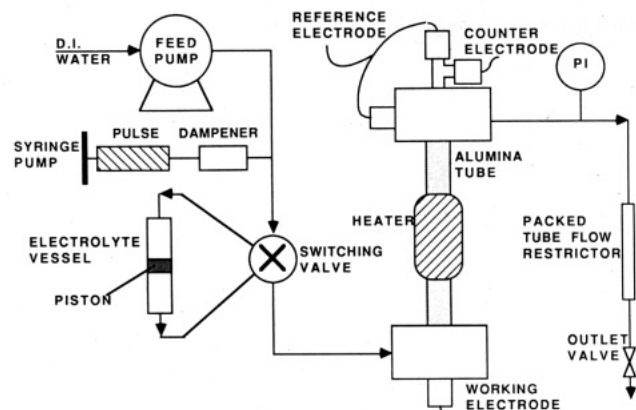 D.I.
WATER
FEED
PUMP
REFERENCE
ELECTRODE
COUNTER
ELECTRODE
PI
SYRINGE
PUMP
PULSE
DAMPENER
ALUMINA
TUBE
HEATER
ELECTROLYTE
VESSEL
PISTON
SWITCHING
VALVE
PACKED
TUBE FLOW
RESTRICTOR
OUTLET
VALVE
WORKING
ELECTRODE